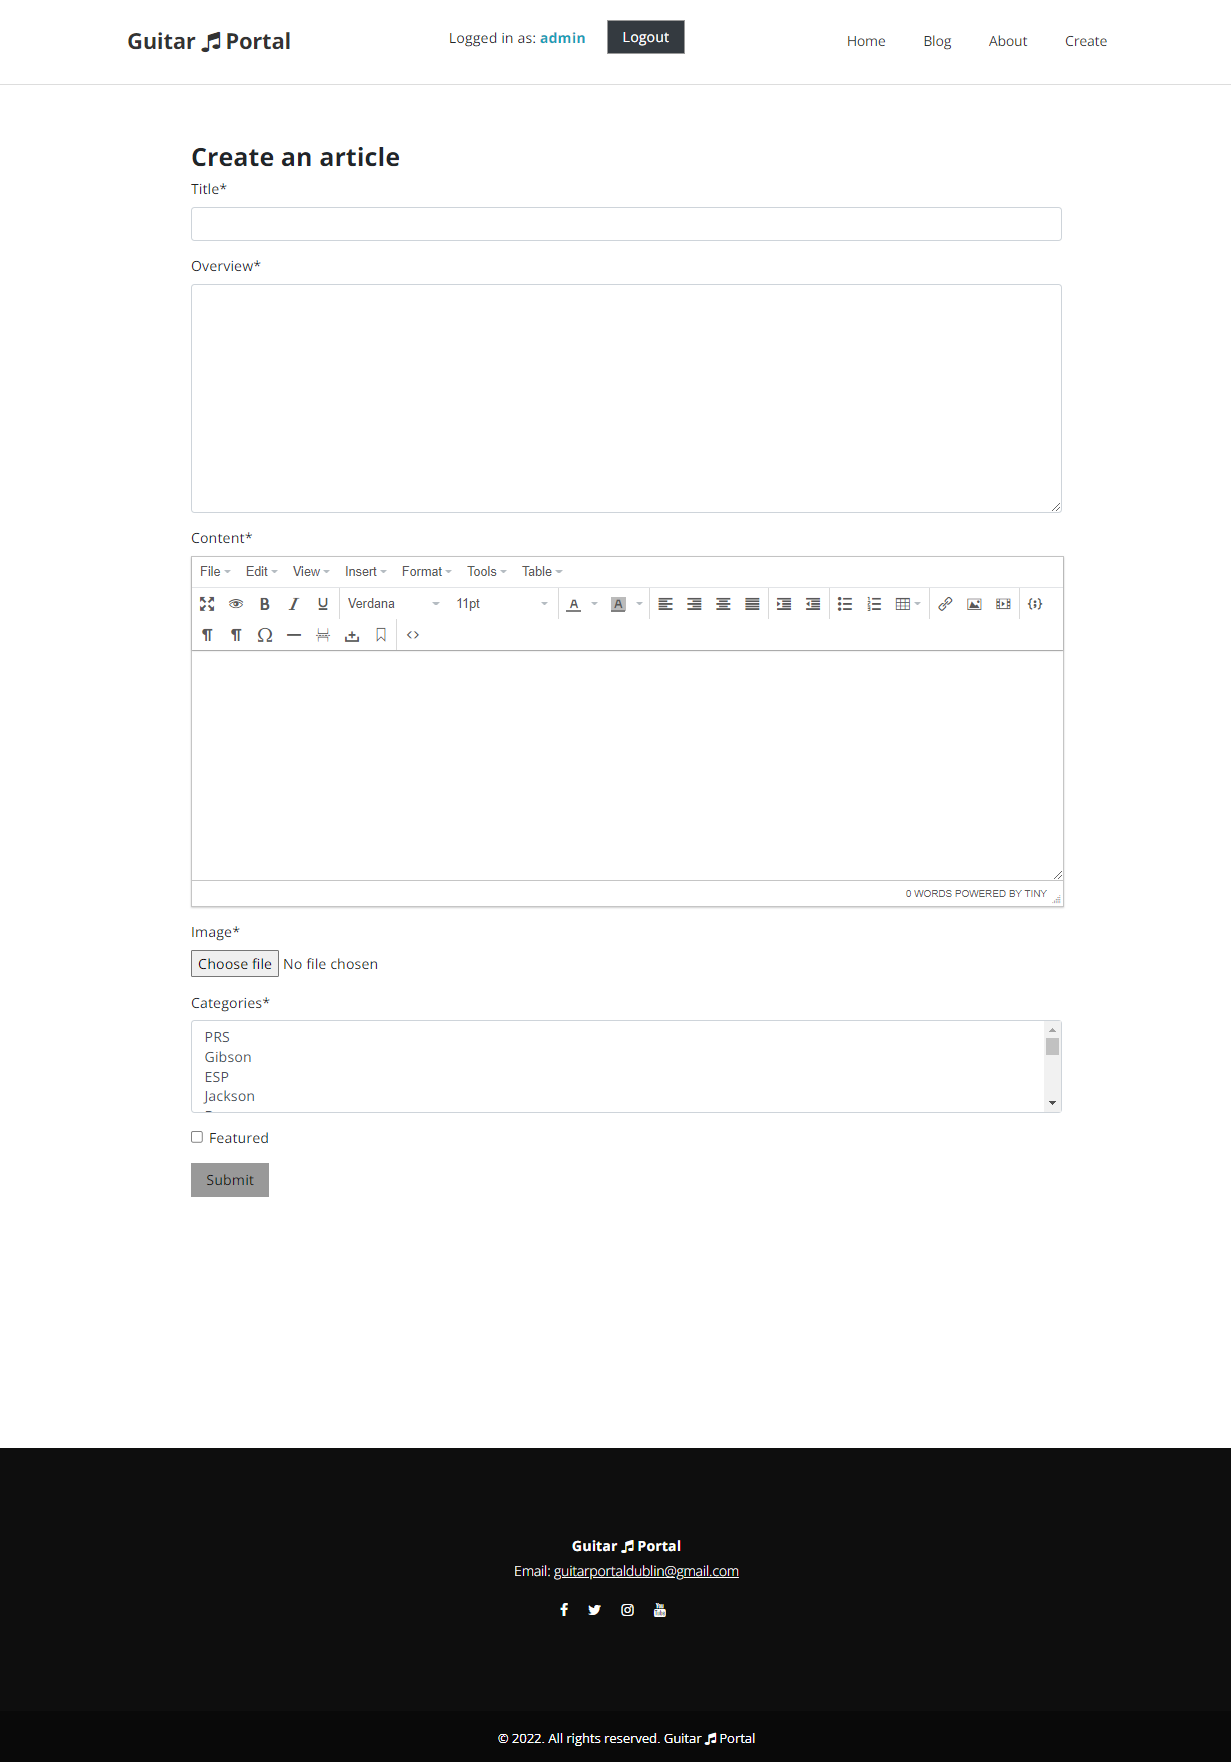 Guitar Portal
Logged in as: admin Logout
Home Blog About Create
Create an article
Title*
Overview*
Content*
File Edit View Insert Format Tools Table
B I U Verdana 11pt A A
¶ ¶ Ω
0 WORDS POWERED BY TINY
Image*
Choose file No file chosen
Categories*
PRS
Gibson
ESP
Jackson
Featured
Submit
Guitar Portal
Email: guitarportaldublin@gmail.com
© 2022. All rights reserved. Guitar Portal